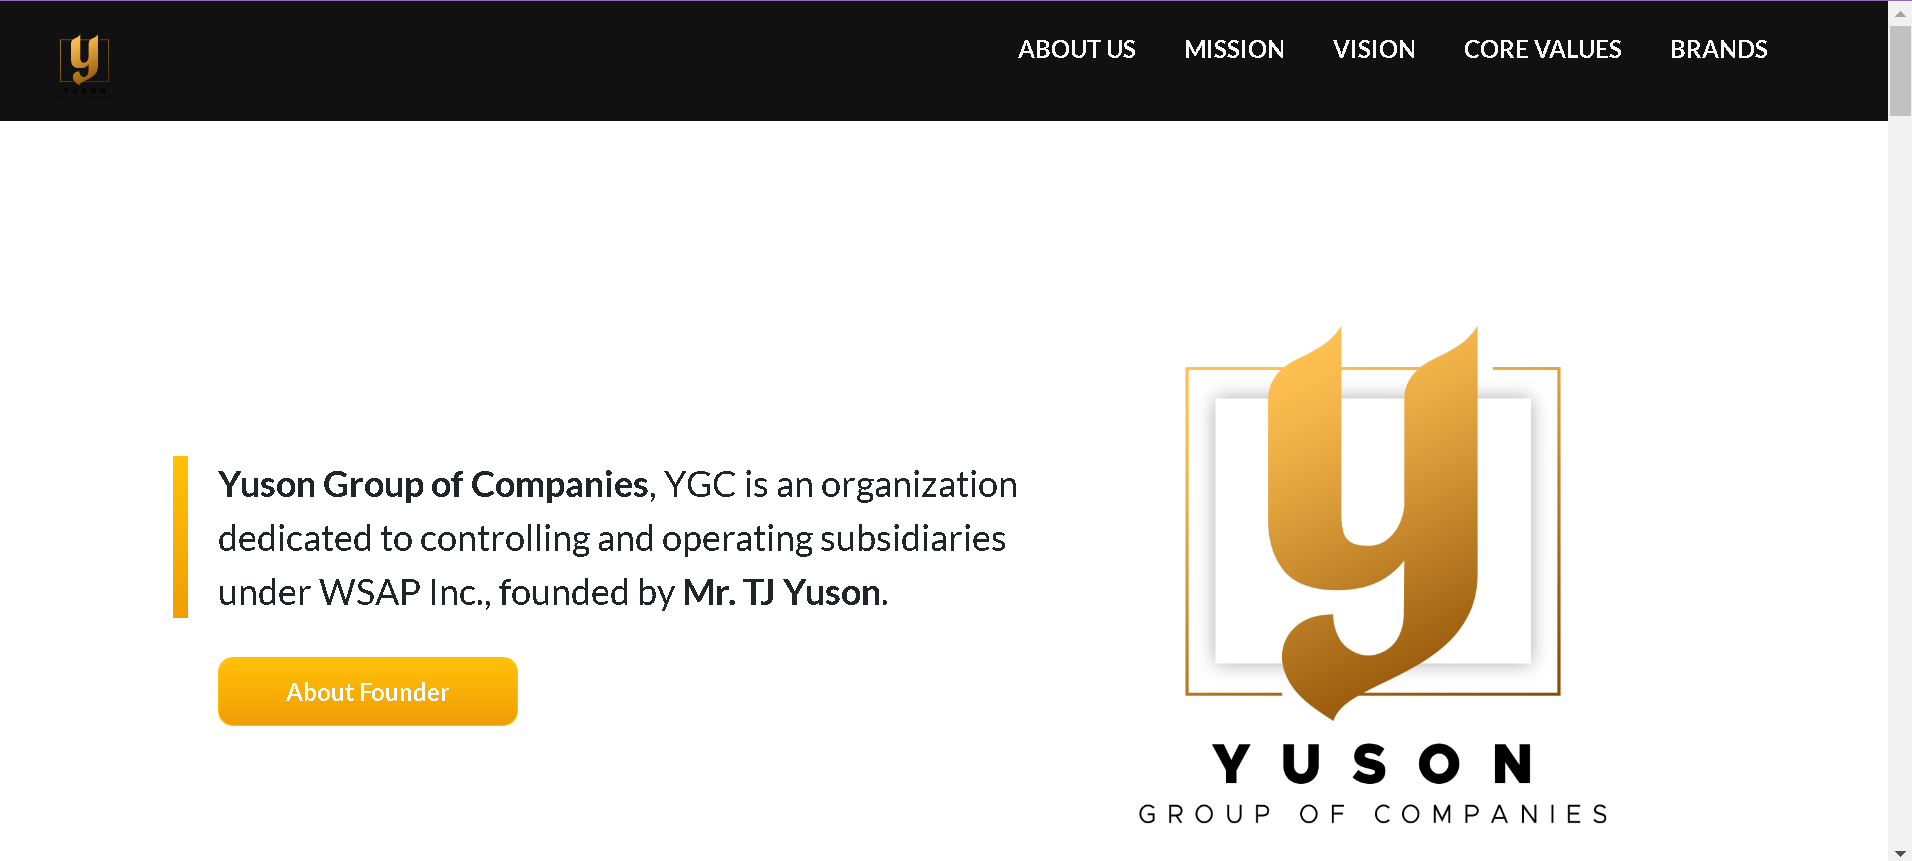 YUSON
ABOUT US MISSION VISION CORE VALUES BRANDS
Yuson Group of Companies, YGC is an organization
dedicated to controlling and operating subsidiaries
under WSAP Inc., founded by Mr. TJ Yuson.
About Founder
y
YUSON
GROUP OF COMPANIES